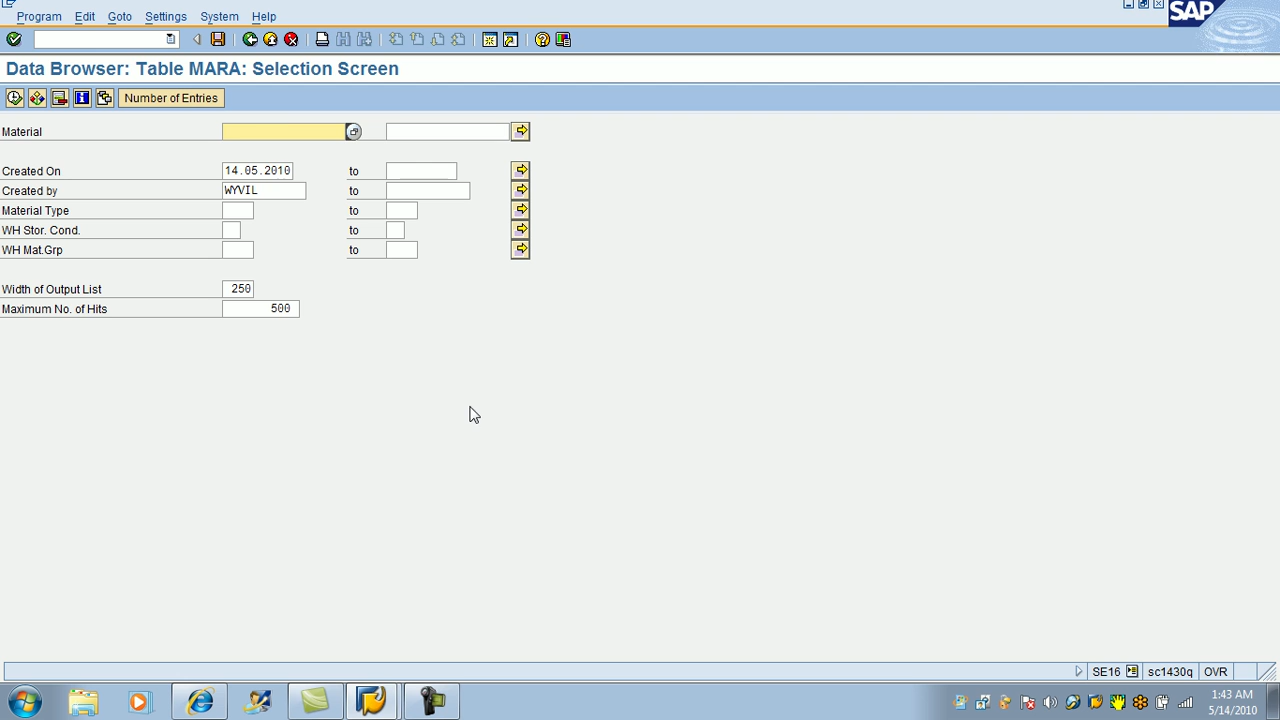 Program Edit Goto Settings System Help
SAP
Data Browser: Table MARA: Selection Screen
Number of Entries
Material
Created On 14.05.2010 to
Created by WYVIL to
Material Type to
WH Stor. Cond. to
WH Mat.Grp to
Width of Output List 250
Maximum No. of Hits 500
SE16 sc1430q OVR
1:43 AM
5/14/2010